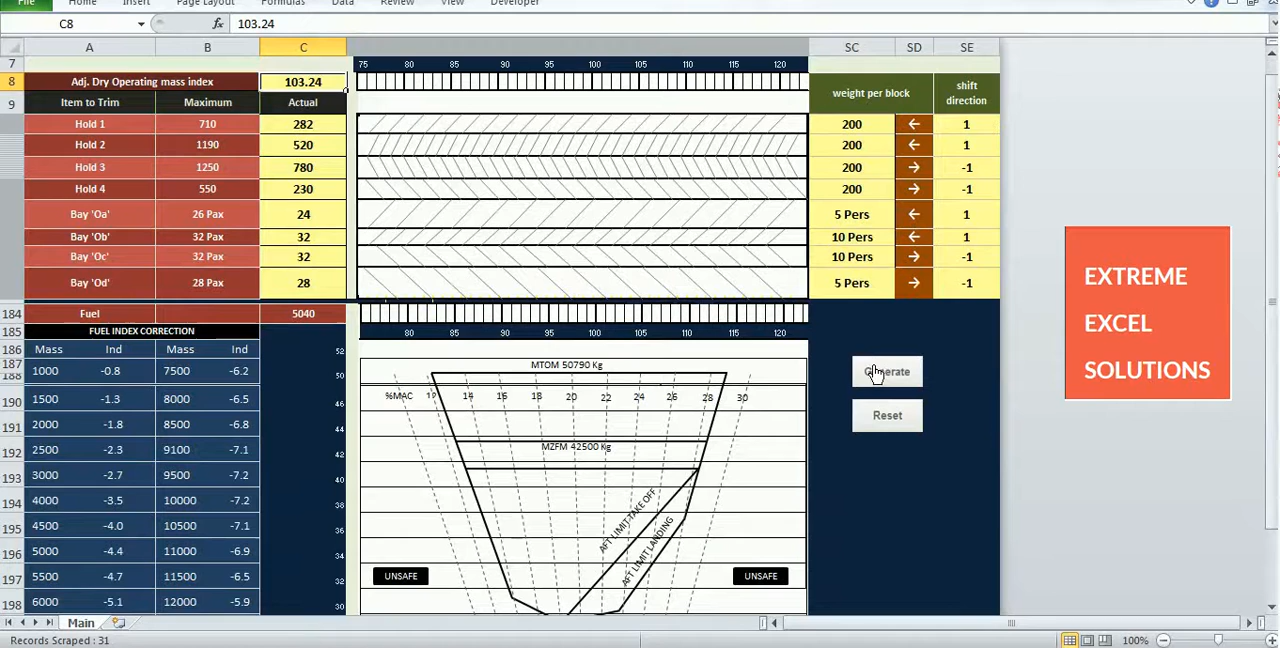 File Home Insert Page Layout Formulas Data Review View Developer
C8 fx 103.24
A B C SC SD SE
7 75 80 85 90 95 100 105 110 115 120
8 Adj. Dry Operating mass index 103.24 weight per block shift direction
9 Item to Trim Maximum Actual
Hold 1 710 282 200 ← 1
Hold 2 1190 520 200 ← 1
Hold 3 1250 780 200 → -1
Hold 4 550 230 200 → -1
Bay 'Oa' 26 Pax 24 5 Pers ← 1
Bay 'Ob' 32 Pax 32 10 Pers ← 1
Bay 'Oc' 32 Pax 32 10 Pers → -1
Bay 'Od' 28 Pax 28 5 Pers → -1
184 Fuel 5040
185 FUEL INDEX CORRECTION 80 85 90 95 100 105 110 115 120
186 Mass Ind Mass Ind 52
187 MTOM 50790 Kg
188 1000 -0.8 7500 -6.2 50 Generate
190 1500 -1.3 8000 -6.5 46 %MAC 12 14 16 18 20 22 24 26 28 30
191 2000 -1.8 8500 -6.8 44 Reset
192 2500 -2.3 9100 -7.1 42 MZFM 42500 Kg
193 3000 -2.7 9500 -7.2 40
194 4000 -3.5 10000 -7.2 38 AFT LIMIT TAKE OFF
195 4500 -4.0 10500 -7.1 36 AFT LIMIT LANDING
196 5000 -4.4 11000 -6.9 34
197 5500 -4.7 11500 -6.5 32 UNSAFE UNSAFE
198 6000 -5.1 12000 -5.9 30
EXTREME
EXCEL
SOLUTIONS
Main
Records Scraped : 31 100%